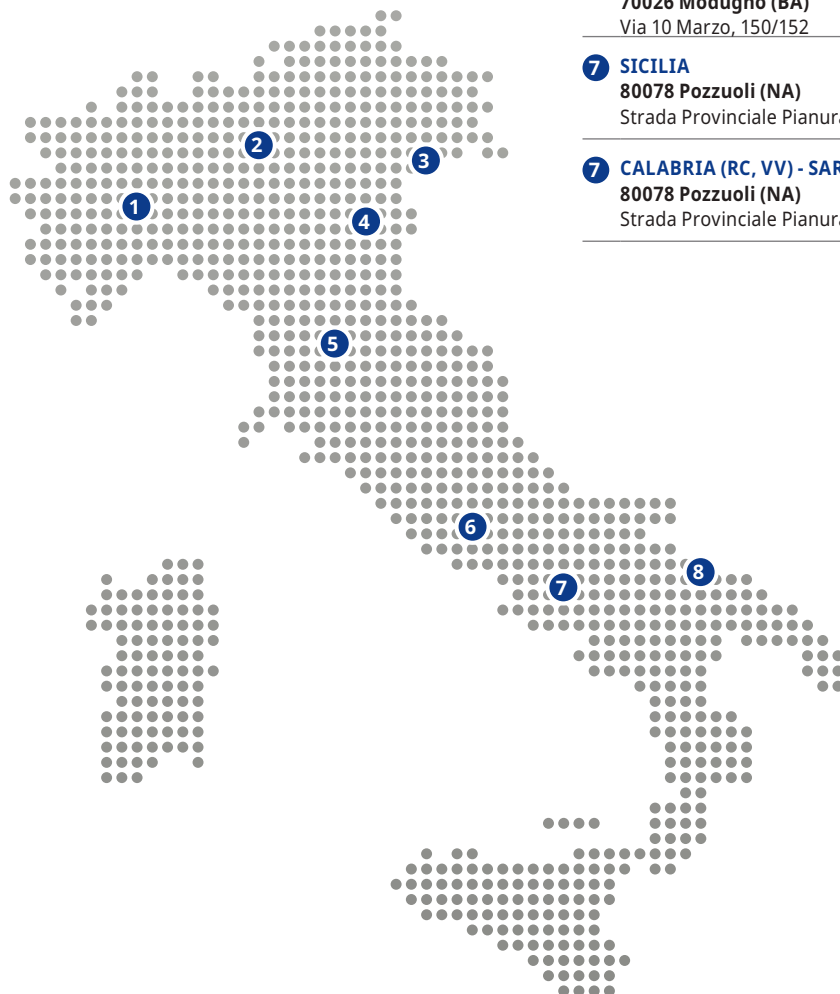 70026 Modugno (BA)
Via 10 Marzo, 150/152
7 SICILIA
80078 Pozzuoli (NA)
Strada Provinciale Pianura
7 CALABRIA (RC, VV) - SAR
80078 Pozzuoli (NA)
Strada Provinciale Pianura
1
2
3
4
5
6
7
8